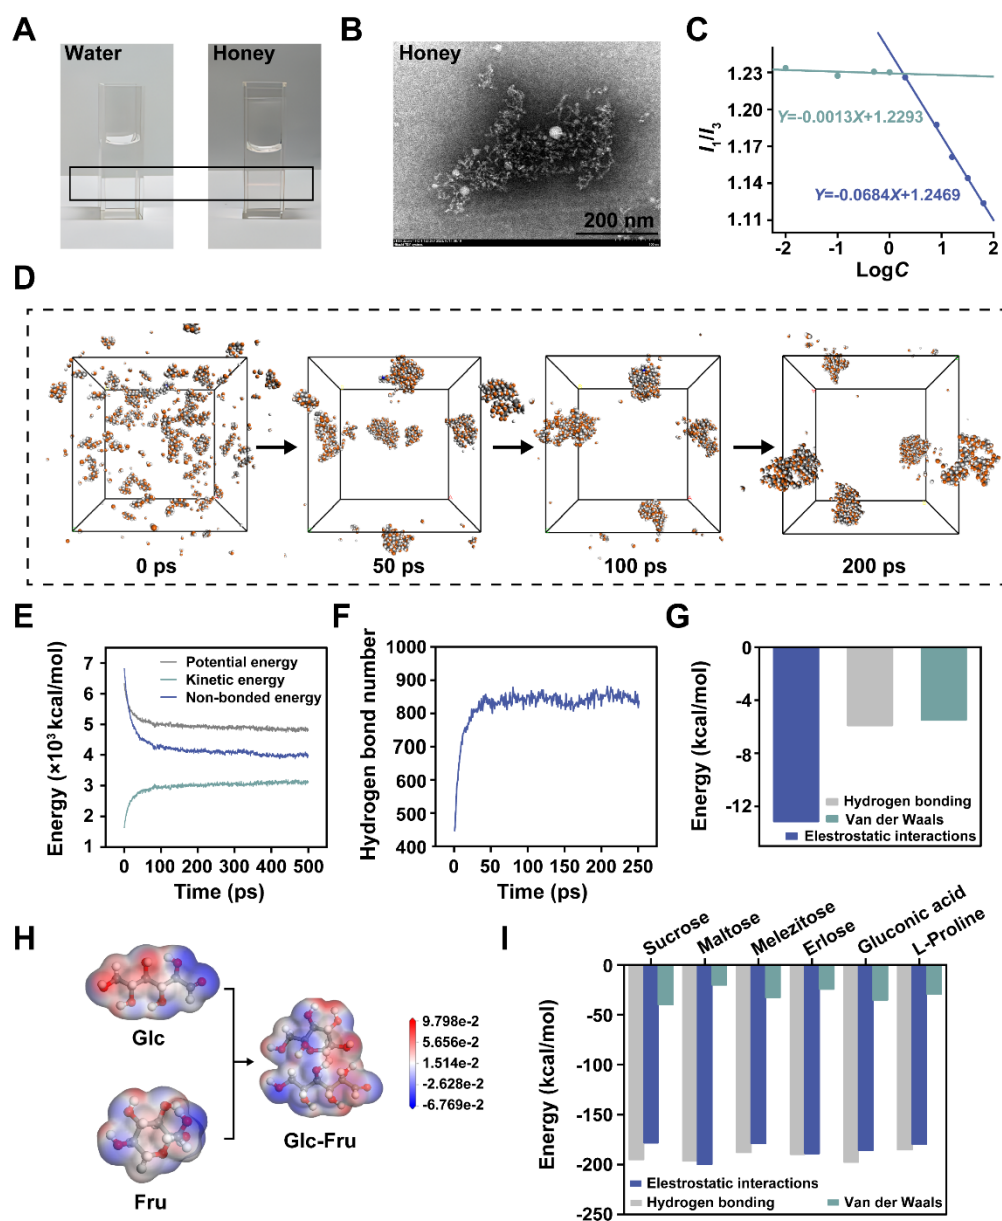 A
Water
Honey
B
Honey
200 nm
C
I1/I3
1.23
1.20
1.17
1.14
1.11
Y=-0.0013X+1.2293
Y=-0.0684X+1.2469
-2
-1
0
1
2
LogC
D
0 ps
50 ps
100 ps
200 ps
E
Energy (×10³ kcal/mol)
7
6
5
4
3
2
1
Potential energy
Kinetic energy
Non-bonded energy
0
100
200
300
400
500
Time (ps)
F
Hydrogen bond number
1000
900
800
700
600
500
400
0
50
100
150
200
250
Time (ps)
G
Energy (kcal/mol)
0
-4
-8
-12
Hydrogen bonding
Van der Waals
Elestrostatic interactions
H
Glc
Fru
Glc-Fru
9.798e-2
5.656e-2
1.514e-2
-2.628e-2
-6.769e-2
I
Sucrose
Maltose
Melezitose
Erlose
Gluconic acid
L-Proline
Energy (kcal/mol)
0
-50
-100
-150
-200
-250
Elestrostatic interactions
Hydrogen bonding
Van der Waals